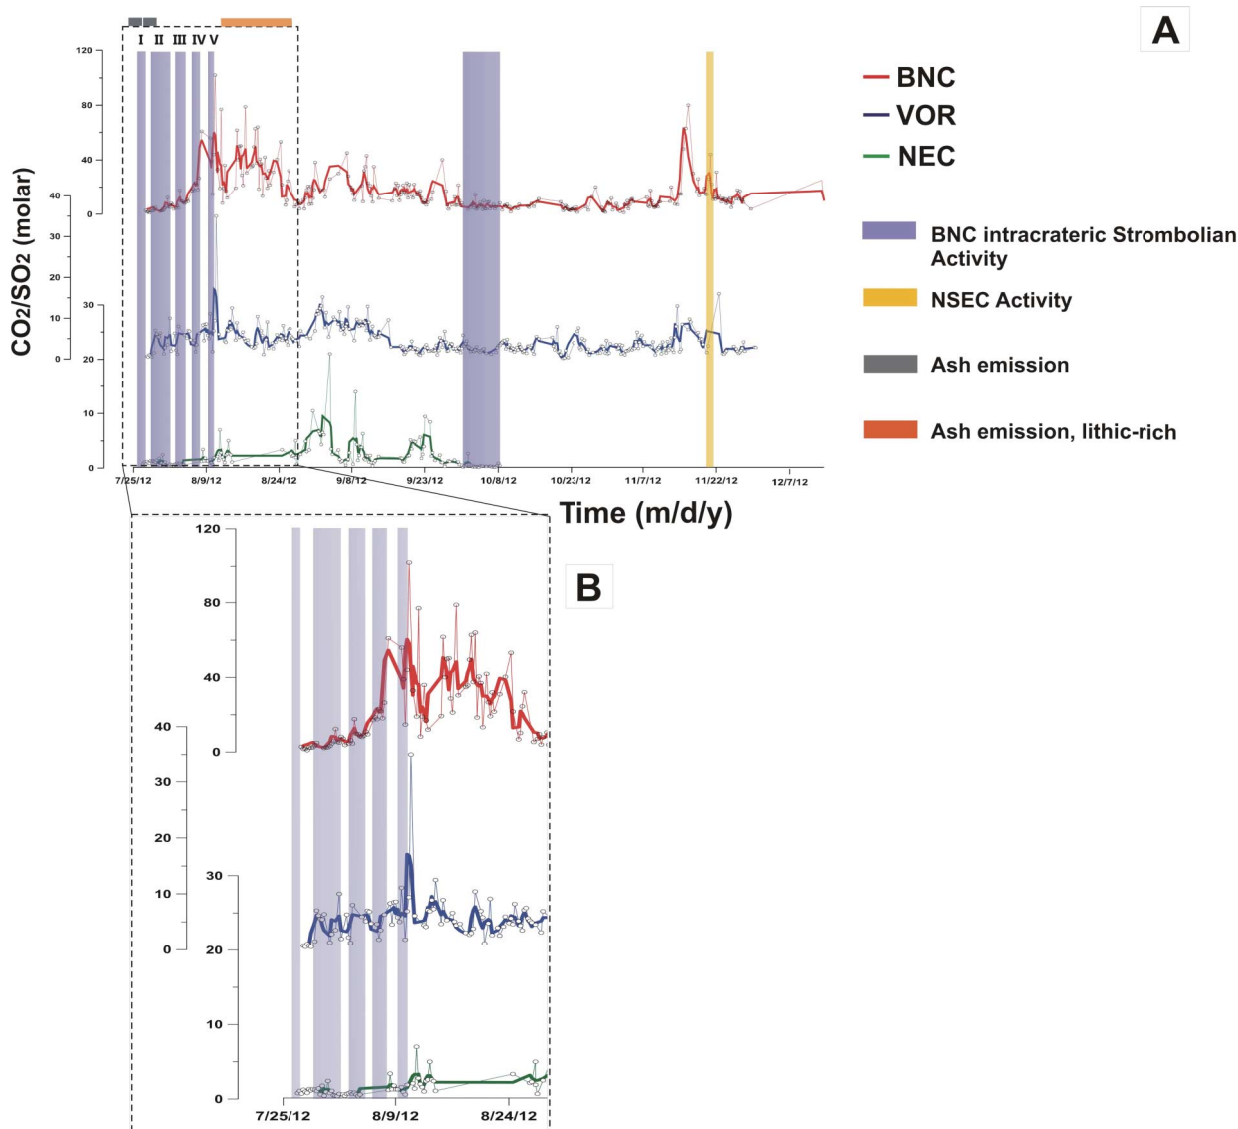 A
I II III IV V
120
80
40
0
40
30
20
10
0
30
20
10
0
CO2/SO2 (molar)
7/25/12 8/9/12 8/24/12 9/8/12 9/23/12 10/8/12 10/23/12 11/7/12 11/22/12 12/7/12
Time (m/d/y)
BNC
VOR
NEC
BNC intracrateric Strombolian
Activity
NSEC Activity
Ash emission
Ash emission, lithic-rich
B
120
80
40
0
40
30
20
10
0
30
20
10
0
7/25/12 8/9/12 8/24/12